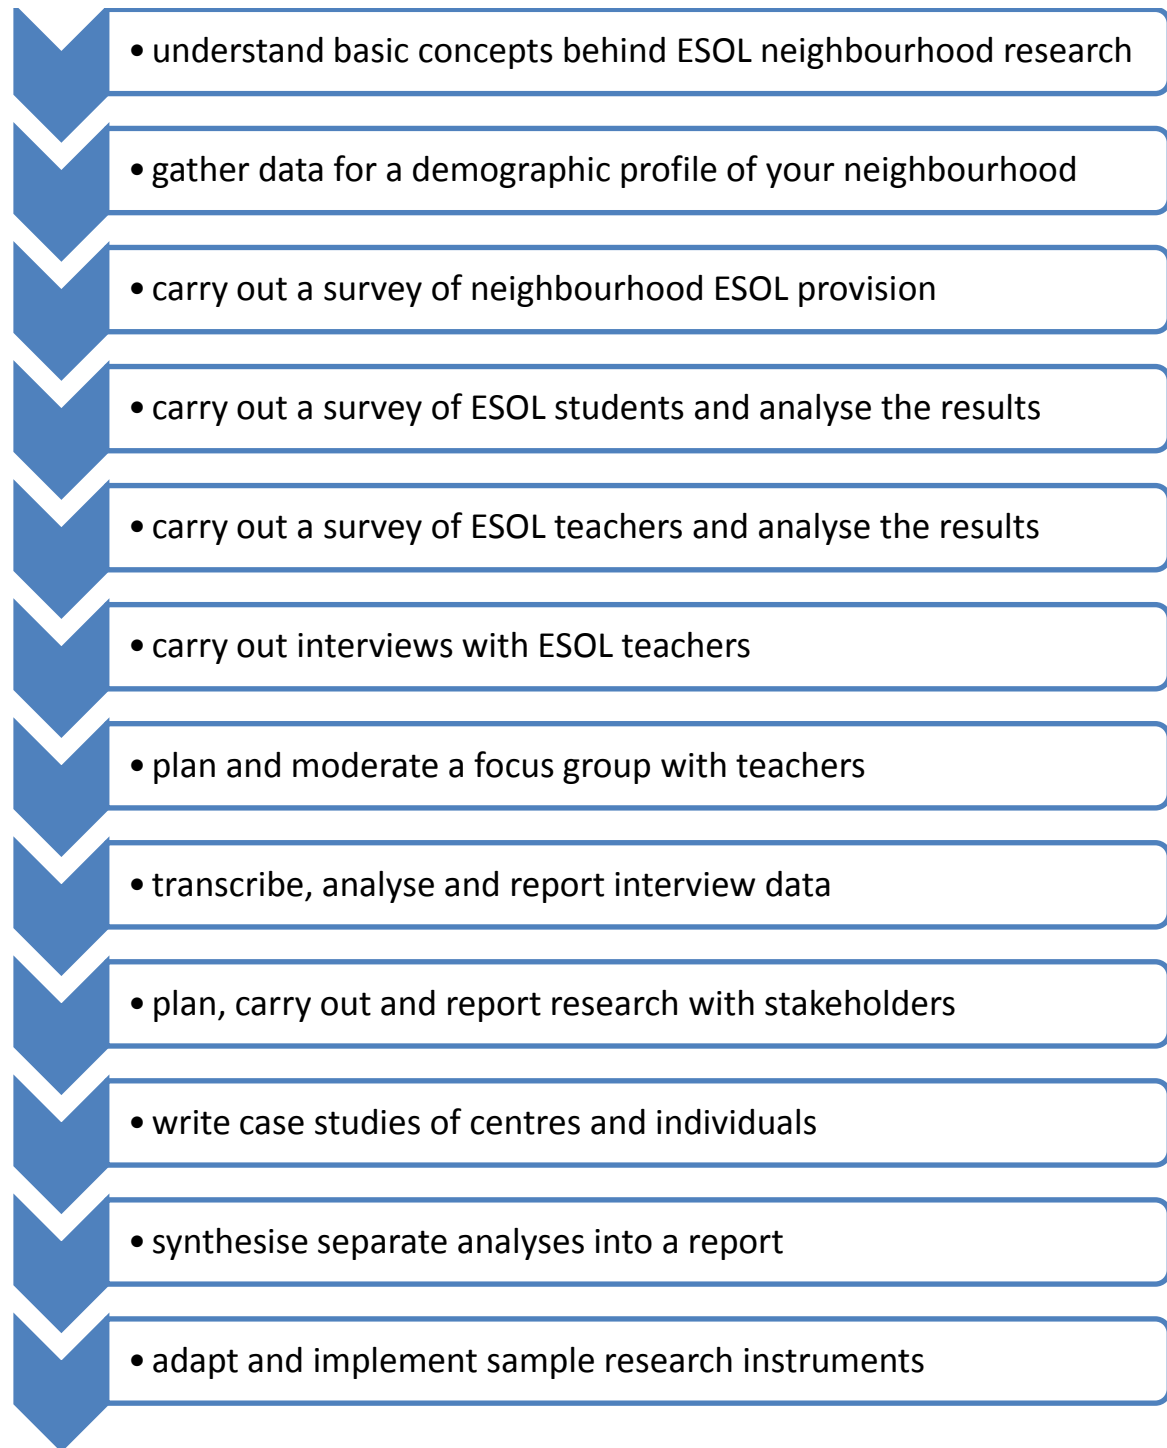 • understand basic concepts behind ESOL neighbourhood research
• gather data for a demographic profile of your neighbourhood
• carry out a survey of neighbourhood ESOL provision
• carry out a survey of ESOL students and analyse the results
• carry out a survey of ESOL teachers and analyse the results
• carry out interviews with ESOL teachers
• plan and moderate a focus group with teachers
• transcribe, analyse and report interview data
• plan, carry out and report research with stakeholders
• write case studies of centres and individuals
• synthesise separate analyses into a report
• adapt and implement sample research instruments